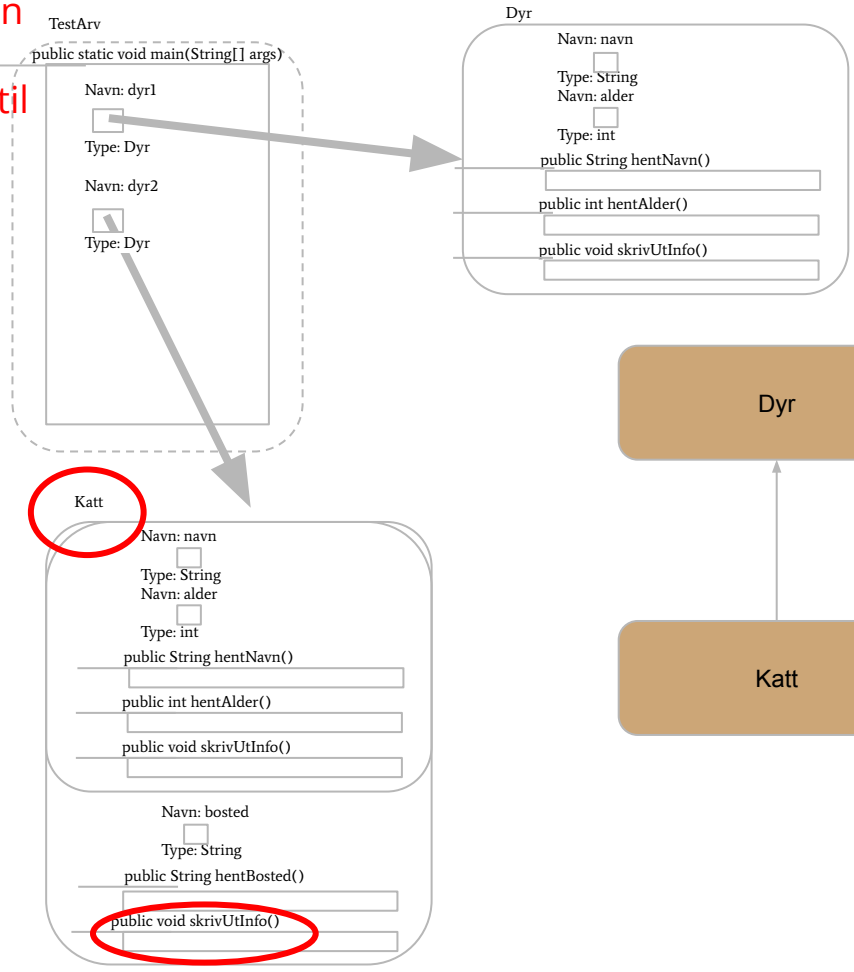 n
til
TestArv
public static void main(String[] args)
Navn: dyr1
Type: Dyr
Navn: dyr2
Type: Dyr
Dyr
Navn: navn
Type: String
Navn: alder
Type: int
public String hentNavn()
public int hentAlder()
public void skrivUtInfo()
Dyr
Katt
Katt
Navn: navn
Type: String
Navn: alder
Type: int
public String hentNavn()
public int hentAlder()
public void skrivUtInfo()
Navn: bosted
Type: String
public String hentBosted()
public void skrivUtInfo()